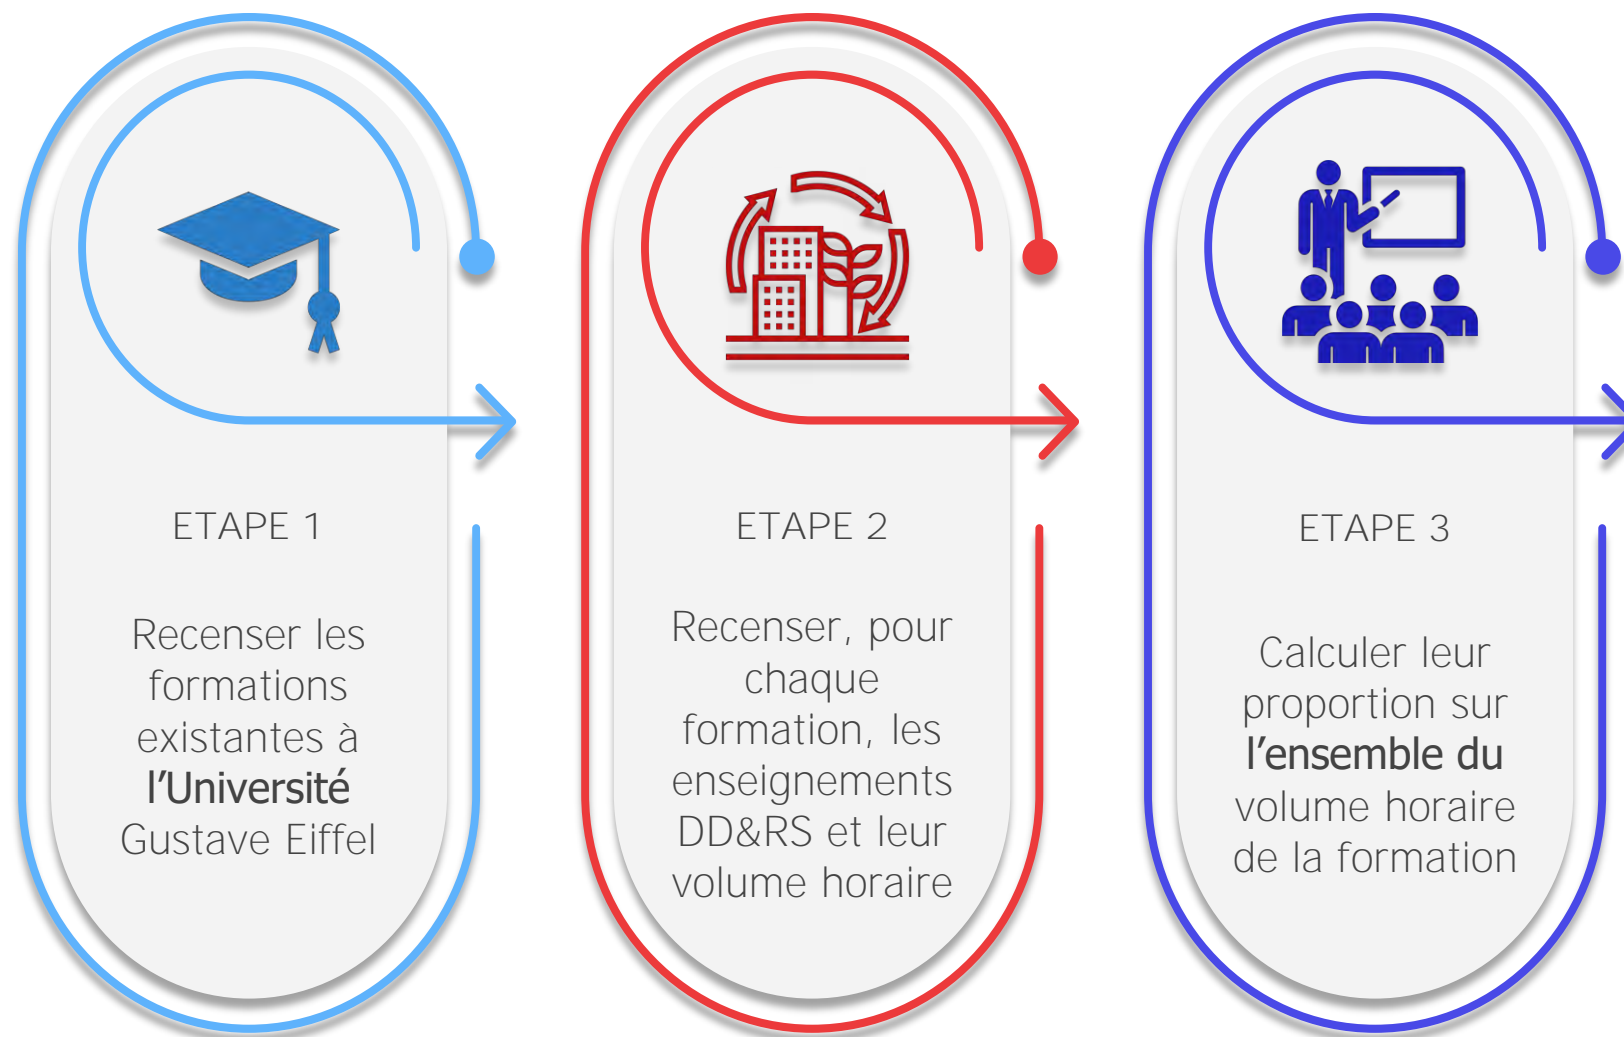 ETAPE 1
Recenser les
formations
existantes à
l’Université
Gustave Eiffel
ETAPE 2
Recenser, pour
chaque
formation, les
enseignements
DD&RS et leur
volume horaire
ETAPE 3
Calculer leur
proportion sur
l’ensemble du
volume horaire
de la formation